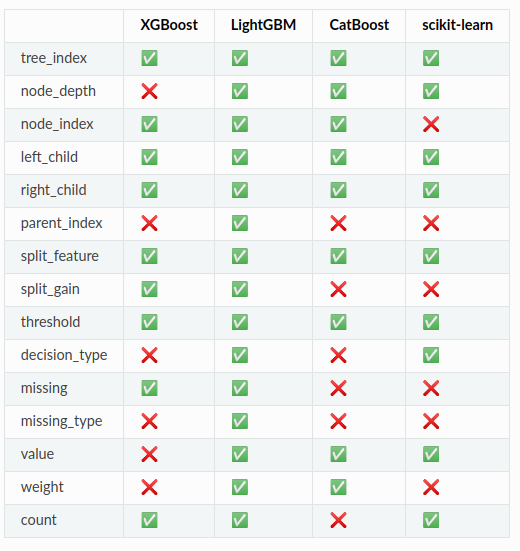 XGBoost LightGBM CatBoost scikit-learn
tree_index ✅ ✅ ✅ ✅
node_depth ❌ ✅ ✅ ✅
node_index ✅ ✅ ✅ ❌
left_child ✅ ✅ ✅ ✅
right_child ✅ ✅ ✅ ✅
parent_index ❌ ✅ ❌ ❌
split_feature ✅ ✅ ✅ ✅
split_gain ✅ ✅ ❌ ❌
threshold ✅ ✅ ✅ ✅
decision_type ❌ ✅ ❌ ✅
missing ✅ ✅ ❌ ❌
missing_type ❌ ✅ ❌ ❌
value ❌ ✅ ✅ ✅
weight ❌ ✅ ✅ ❌
count ✅ ✅ ❌ ✅